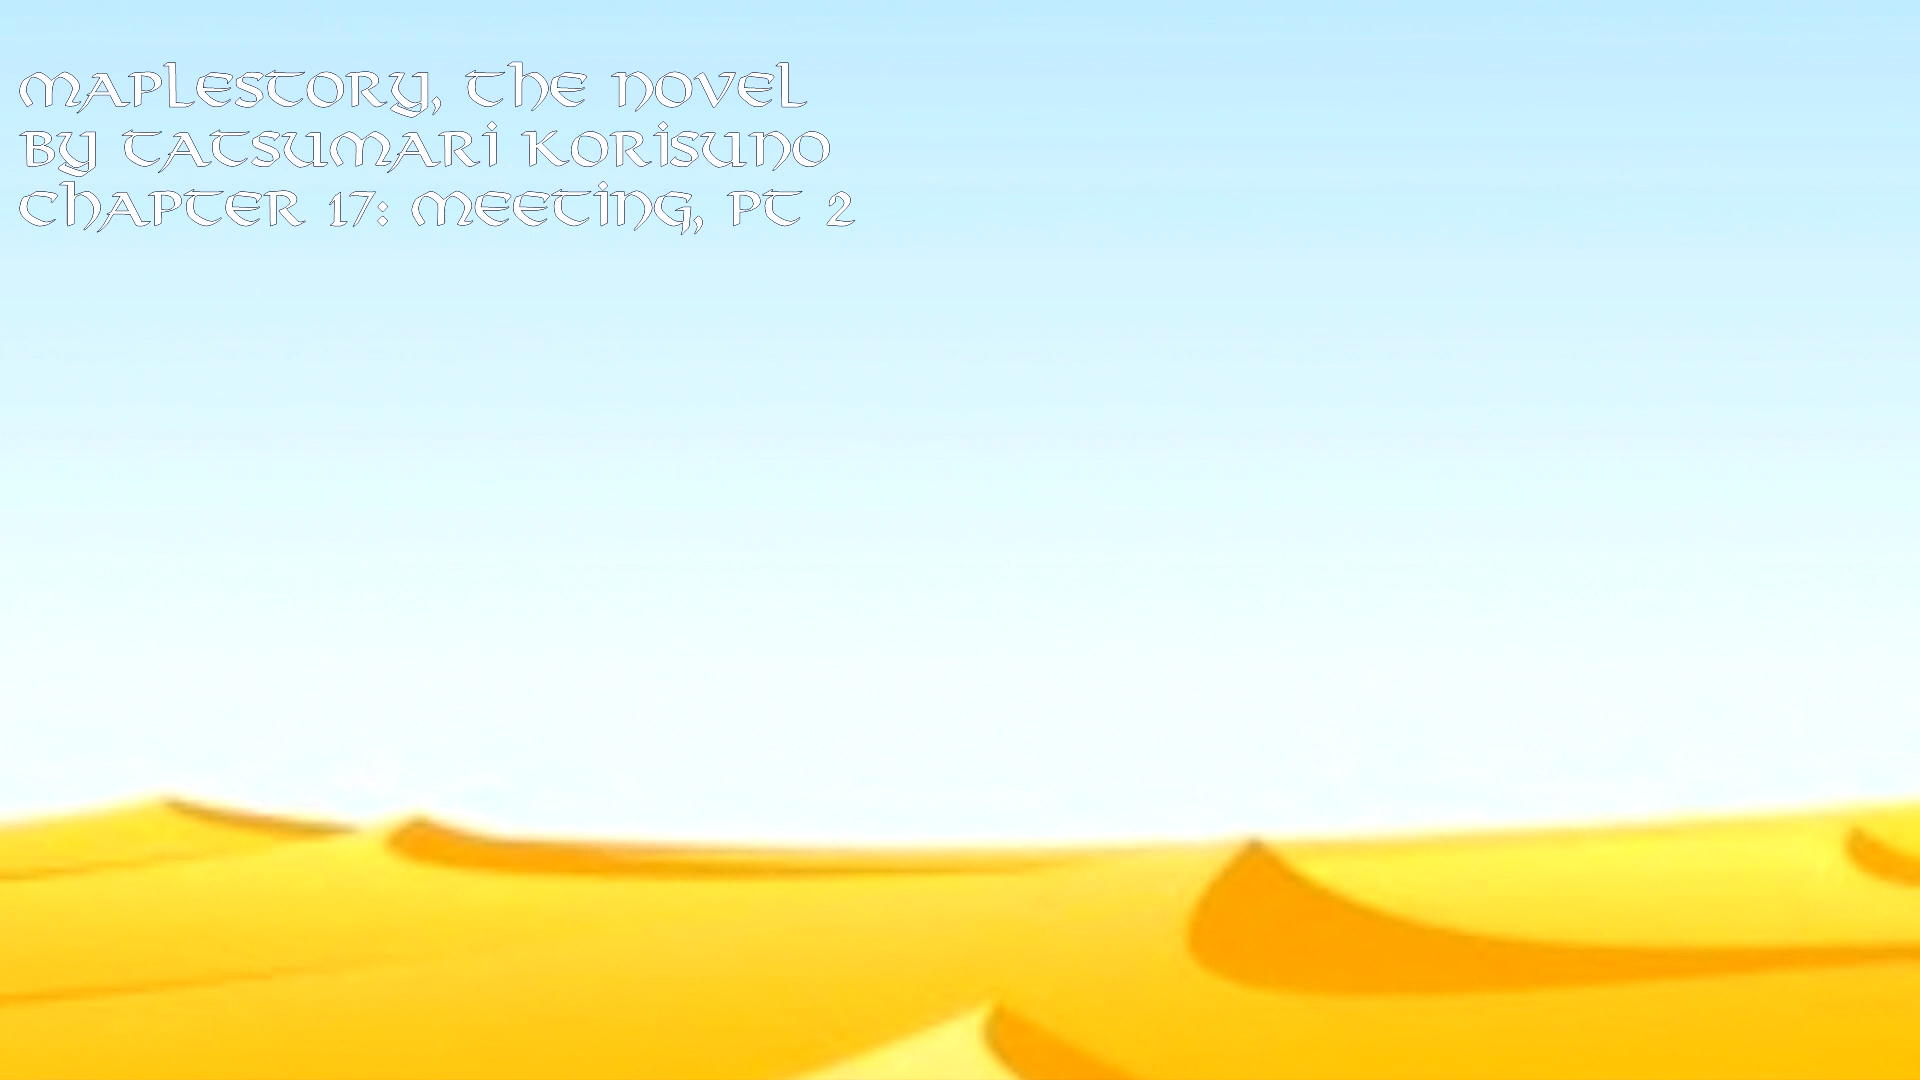 Maplestory, the novel
By Tatsumari Korisuno
Chapter 17: Meeting, pt 2